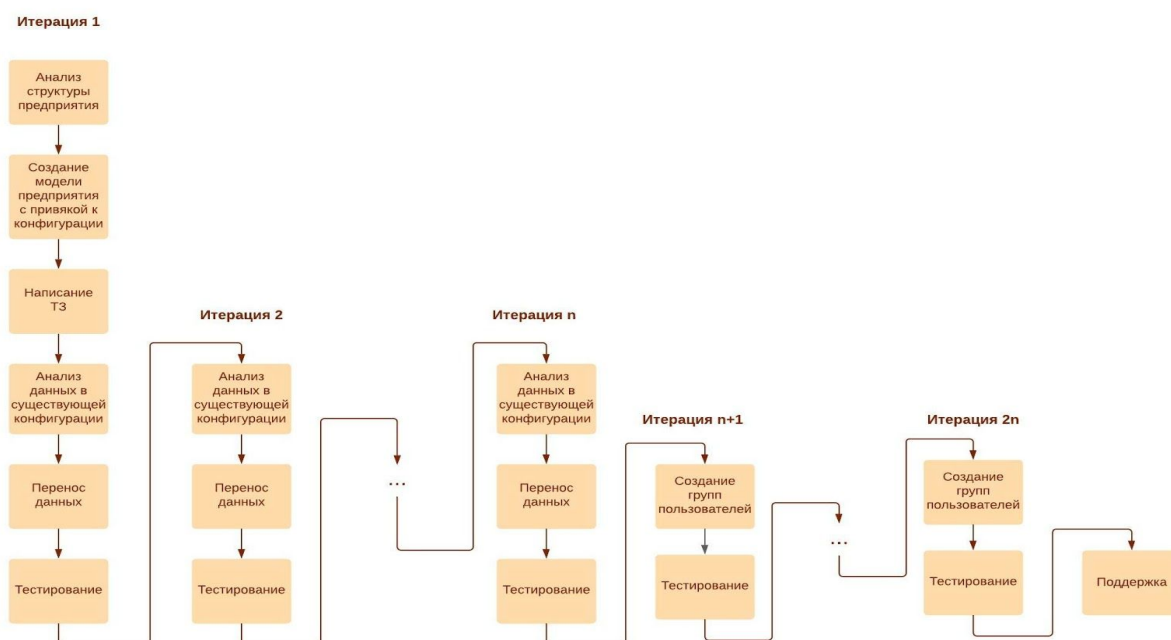 Итерация 1
Анализ
структуры
предприятия
Создание
модели
предприятия
с привякой к
конфигурации
Написание
ТЗ
Анализ
данных в
существующей
конфигурации
Перенос
данных
Тестирование
Итерация 2
Анализ
данных в
существующей
конфигурации
Перенос
данных
Тестирование
...
Итерация n
Анализ
данных в
существующей
конфигурации
Перенос
данных
Тестирование
Итерация n+1
Создание
групп
пользователей
Тестирование
...
Итерация 2n
Создание
групп
пользователей
Тестирование
Поддержка